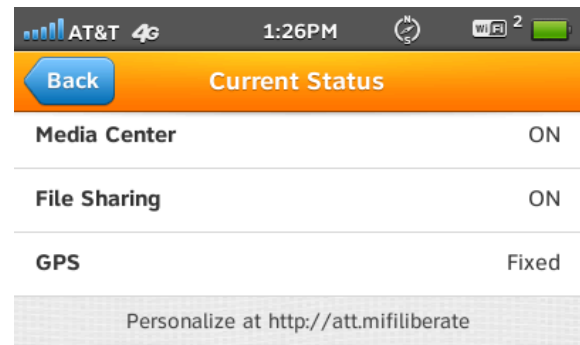 AT&T 4G 1:26PM N S WiFi 2
Back Current Status
Media Center ON
File Sharing ON
GPS Fixed
Personalize at http://att.mifiliberate